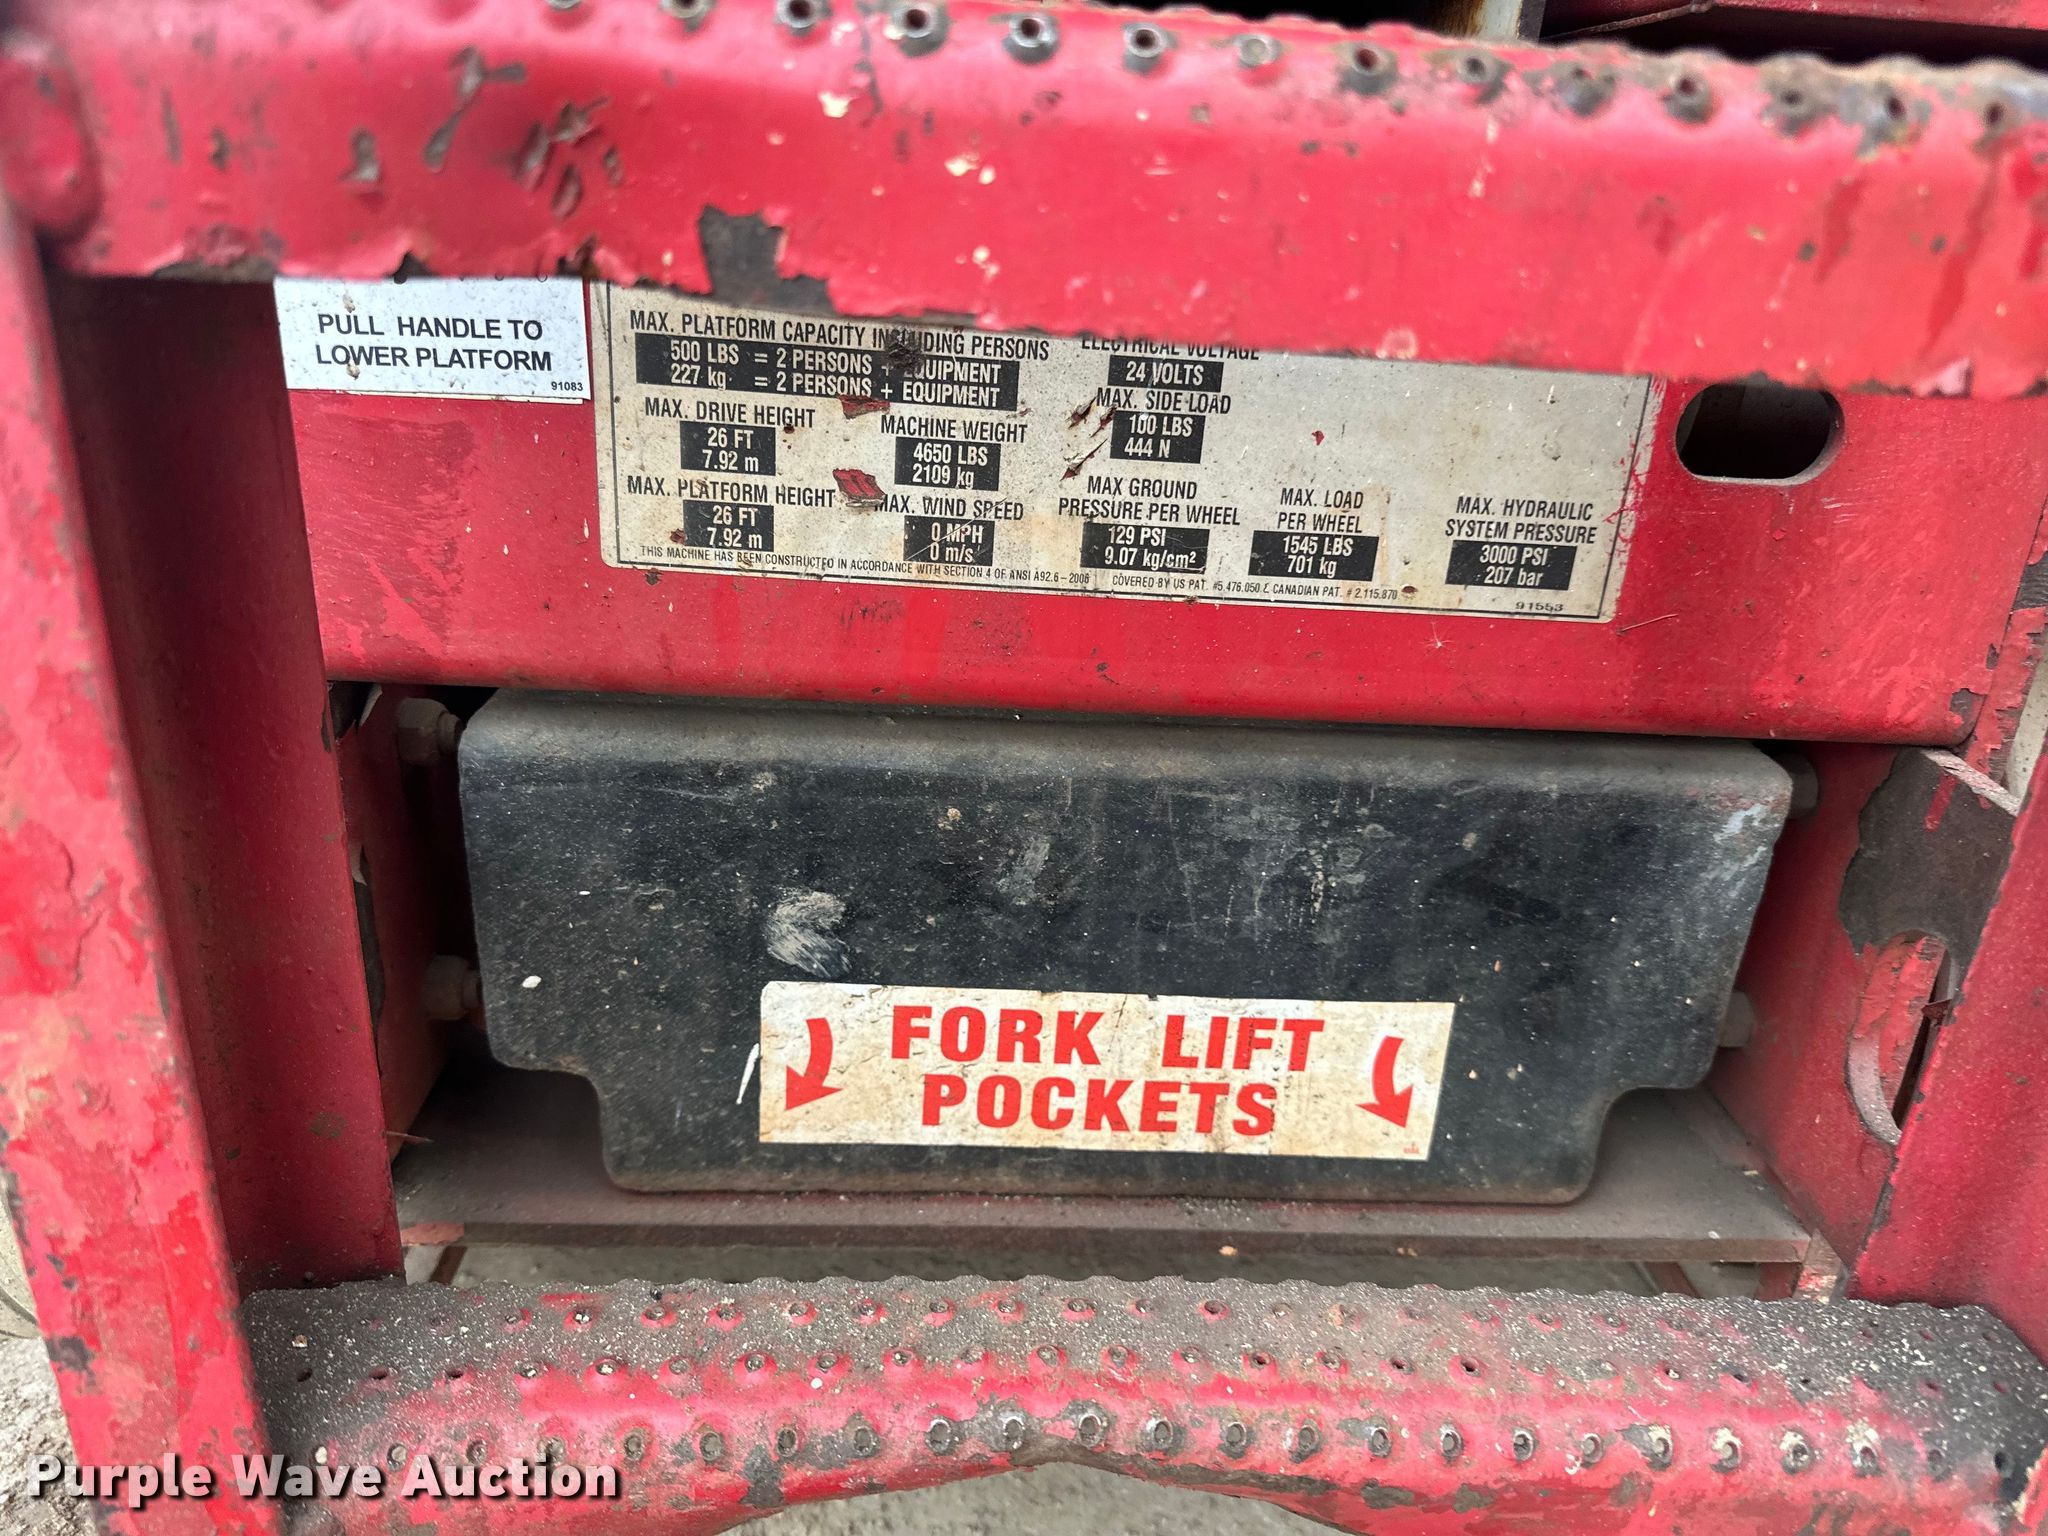 PULL HANDLE TO
LOWER PLATFORM
91083
MAX. PLATFORM CAPACITY INCLUDING PERSONS
500 LBS = 2 PERSONS + EQUIPMENT
227 kg = 2 PERSONS + EQUIPMENT
MAX. DRIVE HEIGHT
26 FT
7.92 m
MACHINE WEIGHT
4650 LBS
2109 kg
ELECTRICAL VOLTAGE
24 VOLTS
MAX. SIDE LOAD
100 LBS
444 N
MAX. PLATFORM HEIGHT
26 FT
7.92 m
MAX. WIND SPEED
0 MPH
0 m/s
MAX GROUND
PRESSURE PER WHEEL
129 PSI
9.07 kg/cm²
MAX. LOAD
PER WHEEL
1545 LBS
701 kg
MAX. HYDRAULIC
SYSTEM PRESSURE
3000 PSI
207 bar
THIS MACHINE HAS BEEN CONSTRUCTED IN ACCORDANCE WITH SECTION 4 OF ANSI A92.6-2006
COVERED BY US PAT. #5,476,050 & CANADIAN PAT. # 2,115,870
91553
FORK LIFT
POCKETS
Purple Wave Auction